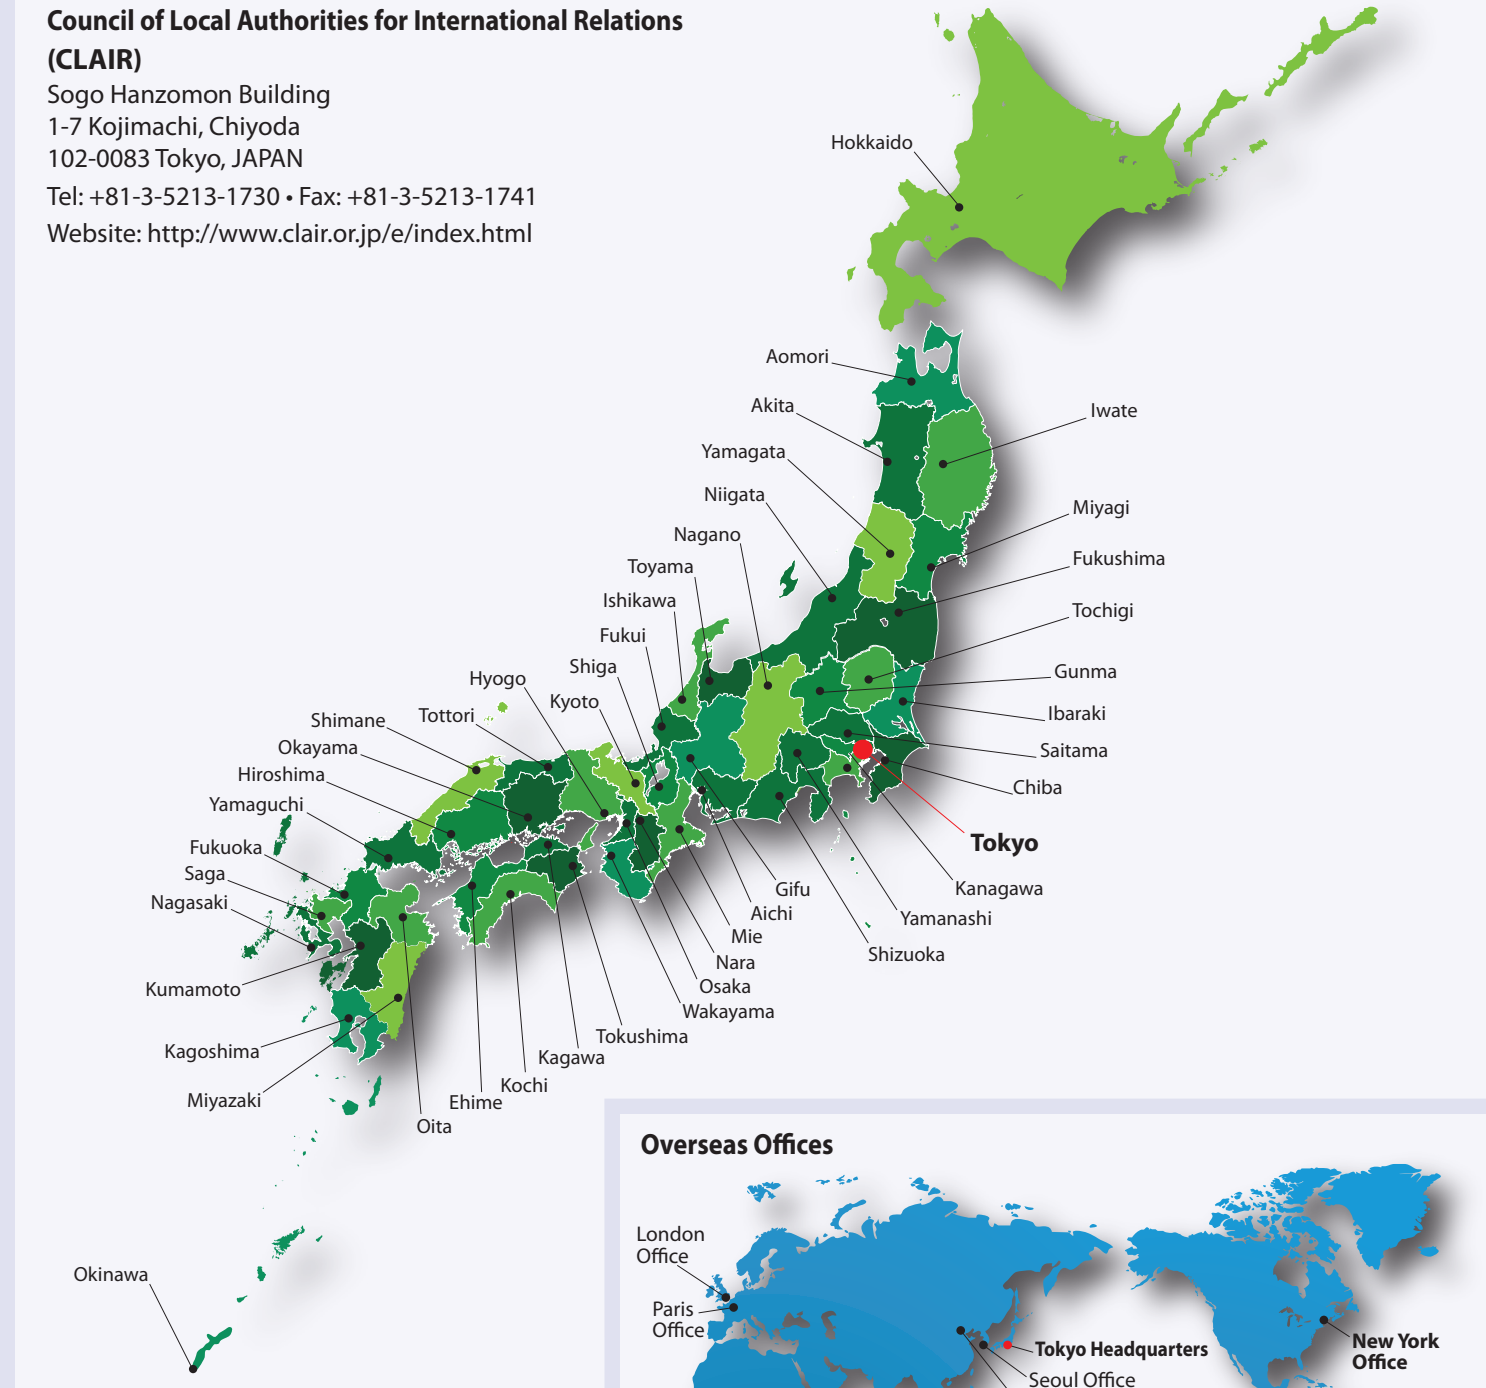 Council of Local Authorities for International Relations
(CLAIR)
Sogo Hanzomon Building
1-7 Kojimachi, Chiyoda
102-0083 Tokyo, JAPAN
Tel: +81-3-5213-1730 • Fax: +81-3-5213-1741
Website: http://www.clair.or.jp/e/index.html
Hokkaido
Aomori
Akita
Iwate
Yamagata
Niigata
Miyagi
Nagano
Fukushima
Toyama
Ishikawa
Tochigi
Fukui
Shiga
Gunma
Hyogo
Kyoto
Ibaraki
Tottori
Shimane
Okayama
Saitama
Hiroshima
Chiba
Yamaguchi
Tokyo
Fukuoka
Saga
Gifu
Kanagawa
Nagasaki
Aichi
Yamanashi
Mie
Shizuoka
Nara
Osaka
Kumamoto
Wakayama
Tokushima
Kagoshima
Kagawa
Kochi
Miyazaki
Ehime
Oita
Okinawa
Overseas Offices
London
Office
Paris
Office
Tokyo Headquarters
Seoul Office
New York
Office